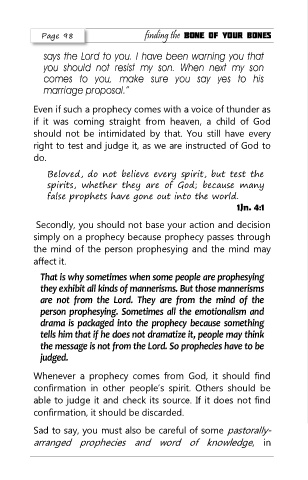 Page 98
finding the BONE OF YOUR BONES
says the Lord to you. I have been warning you that
you should not resist my son. When next my son
comes to you, make sure you say yes to his
marriage proposal."
Even if such a prophecy comes with a voice of thunder as
if it was coming straight from heaven, a child of God
should not be intimidated by that. You still have every
right to test and judge it, as we are instructed of God to
do.
Beloved, do not believe every spirit, but test the
spirits, whether they are of God; because many
false prophets have gone out into the world.
1Jn. 4:1
Secondly, you should not base your action and decision
simply on a prophecy because prophecy passes through
the mind of the person prophesying and the mind may
affect it.
That is why sometimes when some people are prophesying
they exhibit all kinds of mannerisms. But those mannerisms
are not from the Lord. They are from the mind of the
person prophesying. Sometimes all the emotionalism and
drama is packaged into the prophecy because something
tells him that if he does not dramatize it, people may think
the message is not from the Lord. So prophecies have to be
judged.
Whenever a prophecy comes from God, it should find
confirmation in other people's spirit. Others should be
able to judge it and check its source. If it does not find
confirmation, it should be discarded.
Sad to say, you must also be careful of some pastorally-
arranged prophecies and word of knowledge, in